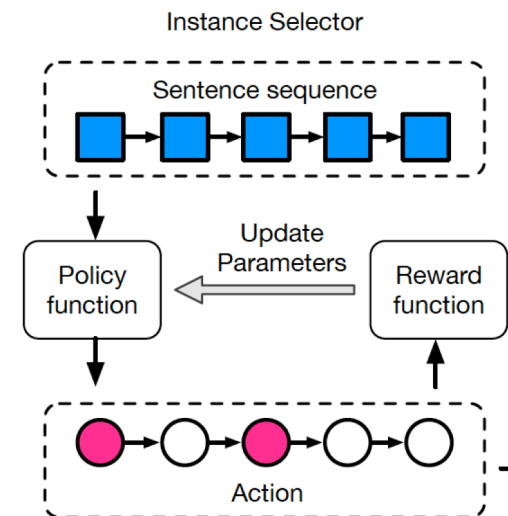 Instance Selector
Sentence sequence
Update
Parameters
Policy
function
Reward
function
Action